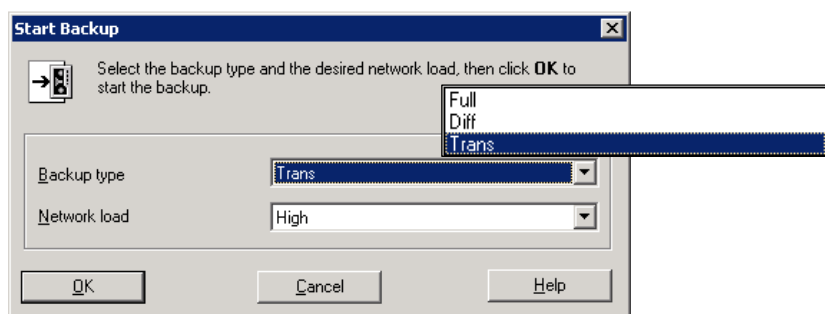 Start Backup
Select the backup type and the desired network load, then click OK to
start the backup.
Full
Diff
Trans
Backup type
Trans
Network load
High
OK
Cancel
Help